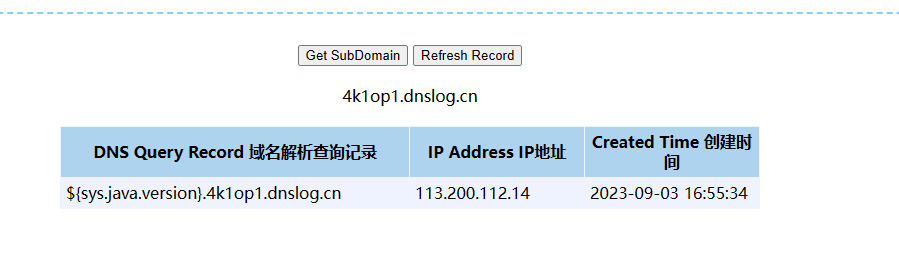 Get SubDomain Refresh Record
4k1op1.dnslog.cn
DNS Query Record 域名解析查询记录 IP Address IP地址 Created Time 创建时
间
${sys.java.version}.4k1op1.dnslog.cn 113.200.112.14 2023-09-03 16:55:34